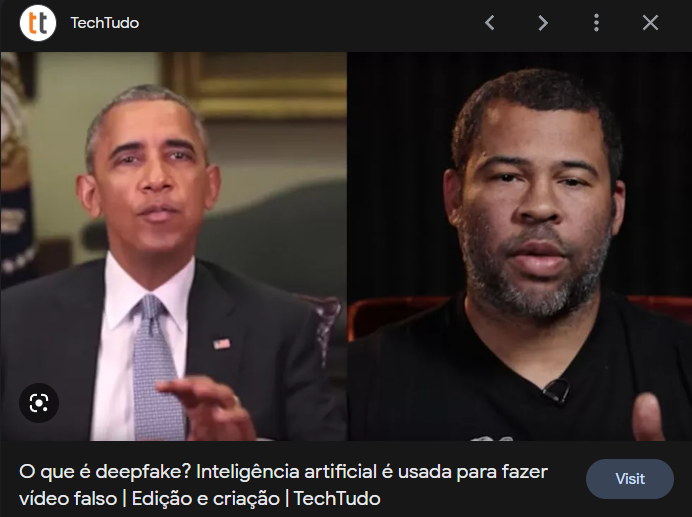 tt TechTudo
O que é deepfake? Inteligência artificial é usada para fazer
vídeo falso | Edição e criação | TechTudo
Visit